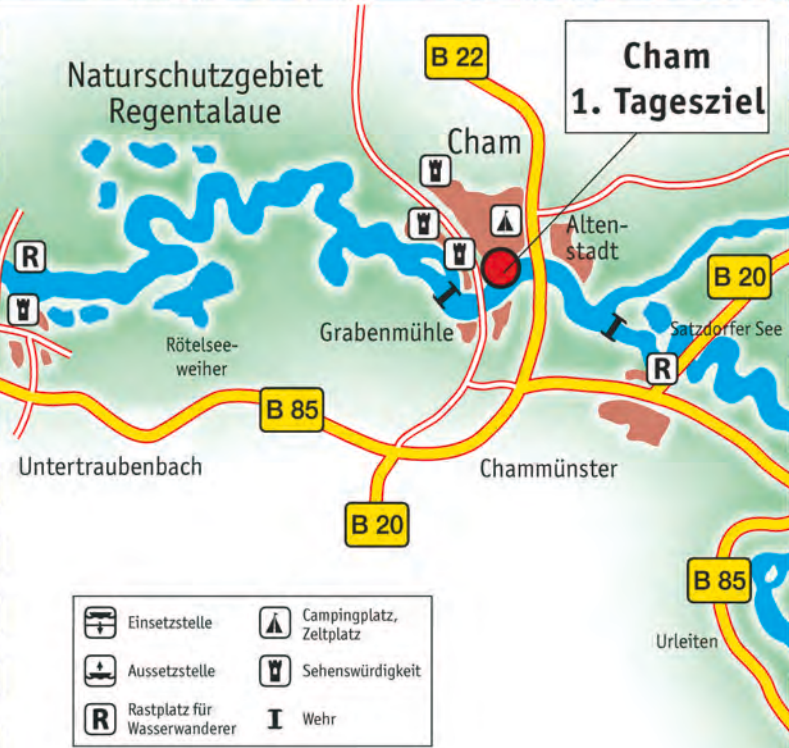 Naturschutzgebiet
Regentalaue
B 22
Cham
1. Tagesziel
Cham
Alten-
stadt
B 20
R
Grabenmühle
Satzdorfer See
Rötelsee-
weiher
R
B 85
Untertraubenbach
Chammünster
B 20
B 85
Urleiten
Einsetzstelle
Campingplatz,
Zeltplatz
Aussetzstelle
Sehenswürdigkeit
R
Rastplatz für
Wasserwanderer
Wehr